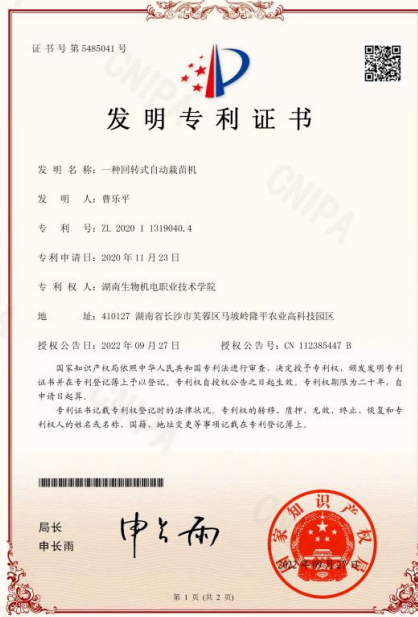 证书号第5485041号
发明专利证书
发明名称：一种回转式自动栽苗机
发明人：曹乐平
专利号：ZL 2020 1 1319040.4
专利申请日：2020年11月23日
专利权人：湖南生物机电职业技术学院
地址：410127 湖南省长沙市芙蓉区马坡岭隆平农业高科技园区
授权公告日：2022年09月27日 授权公告号：CN 112385447 B
国家知识产权局依照中华人民共和国专利法进行审查，决定授予专利权，颁发发明专利
证书并在专利登记簿上予以登记。专利权自授权公告之日起生效。专利权期限为二十年，自
申请日起算。
专利证书记载专利权登记时的法律状况。专利权的转移、质押、无效、终止、恢复和专
利权人的姓名或名称、国籍、地址变更等事项记载在专利登记簿上。
局长
申长雨
申长雨
国家知识产权局
2022年09月27日
第 1 页 (共 2 页)
CNIPA